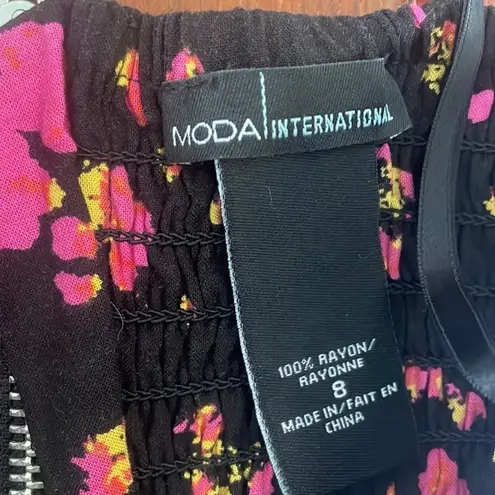 MODA INTERNATIONAL
100% RAYON/
RAYONNE
8
MADE IN/FAIT EN
CHINA